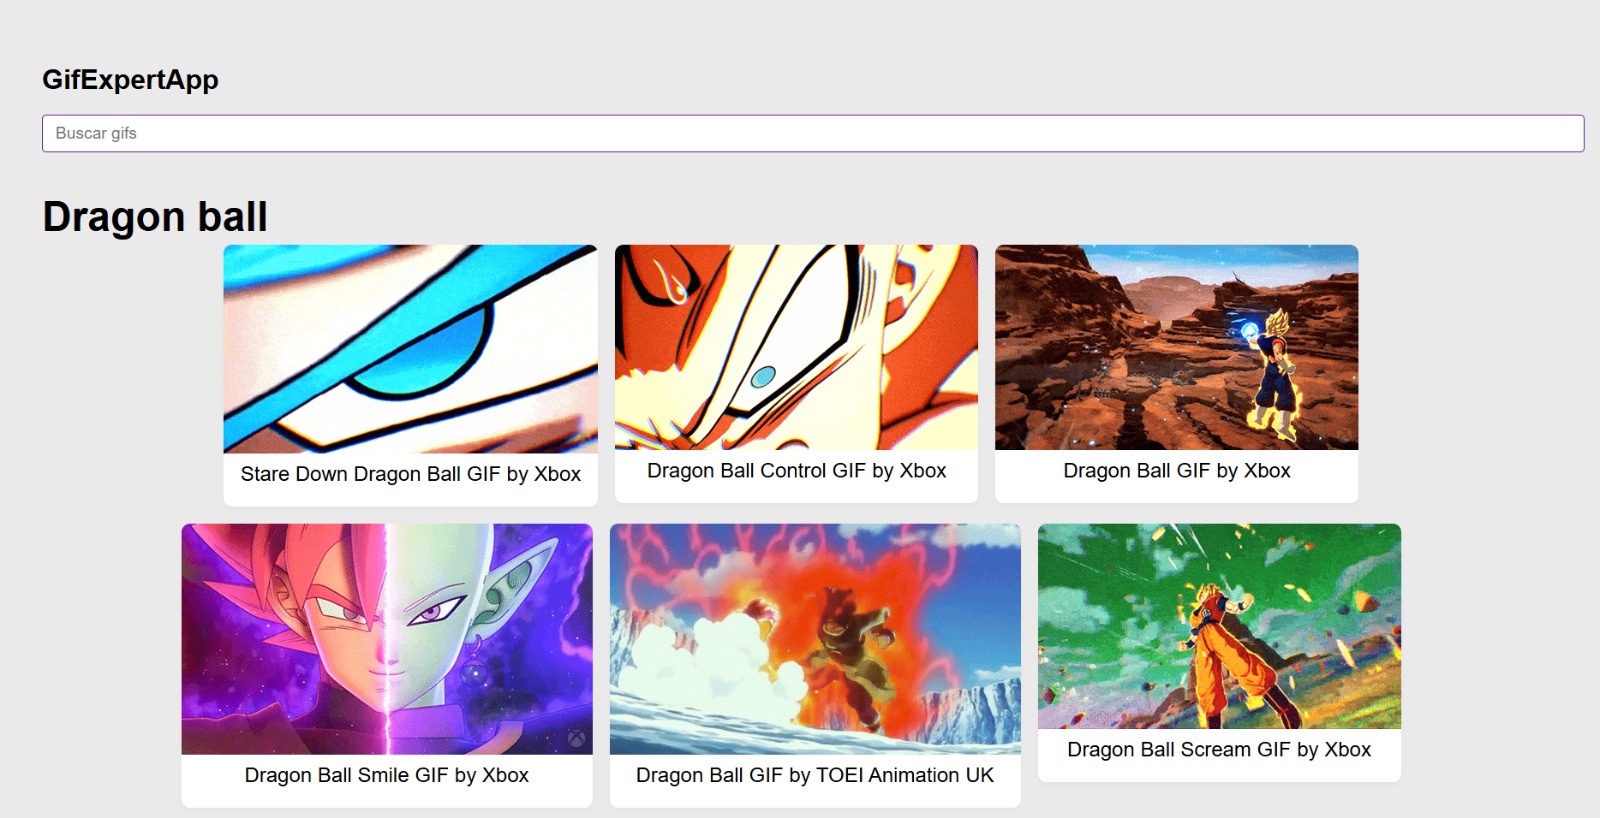 GifExpertApp
Buscar gifs
Dragon ball
Stare Down Dragon Ball GIF by Xbox
Dragon Ball Control GIF by Xbox
Dragon Ball GIF by Xbox
Dragon Ball Smile GIF by Xbox
Dragon Ball GIF by TOEI Animation UK
Dragon Ball Scream GIF by Xbox